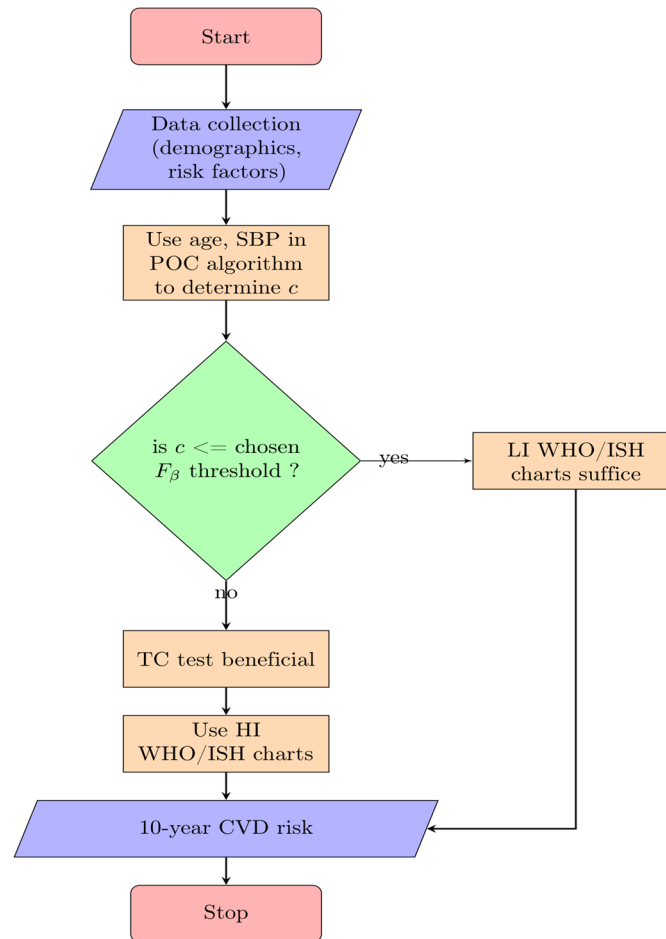 Start
Data collection
(demographics,
risk factors)
Use age, SBP in
POC algorithm
to determine c
is c <= chosen
Fβ threshold ?
yes
LI WHO/ISH
charts suffice
no
TC test beneficial
Use HI
WHO/ISH charts
10-year CVD risk
Stop